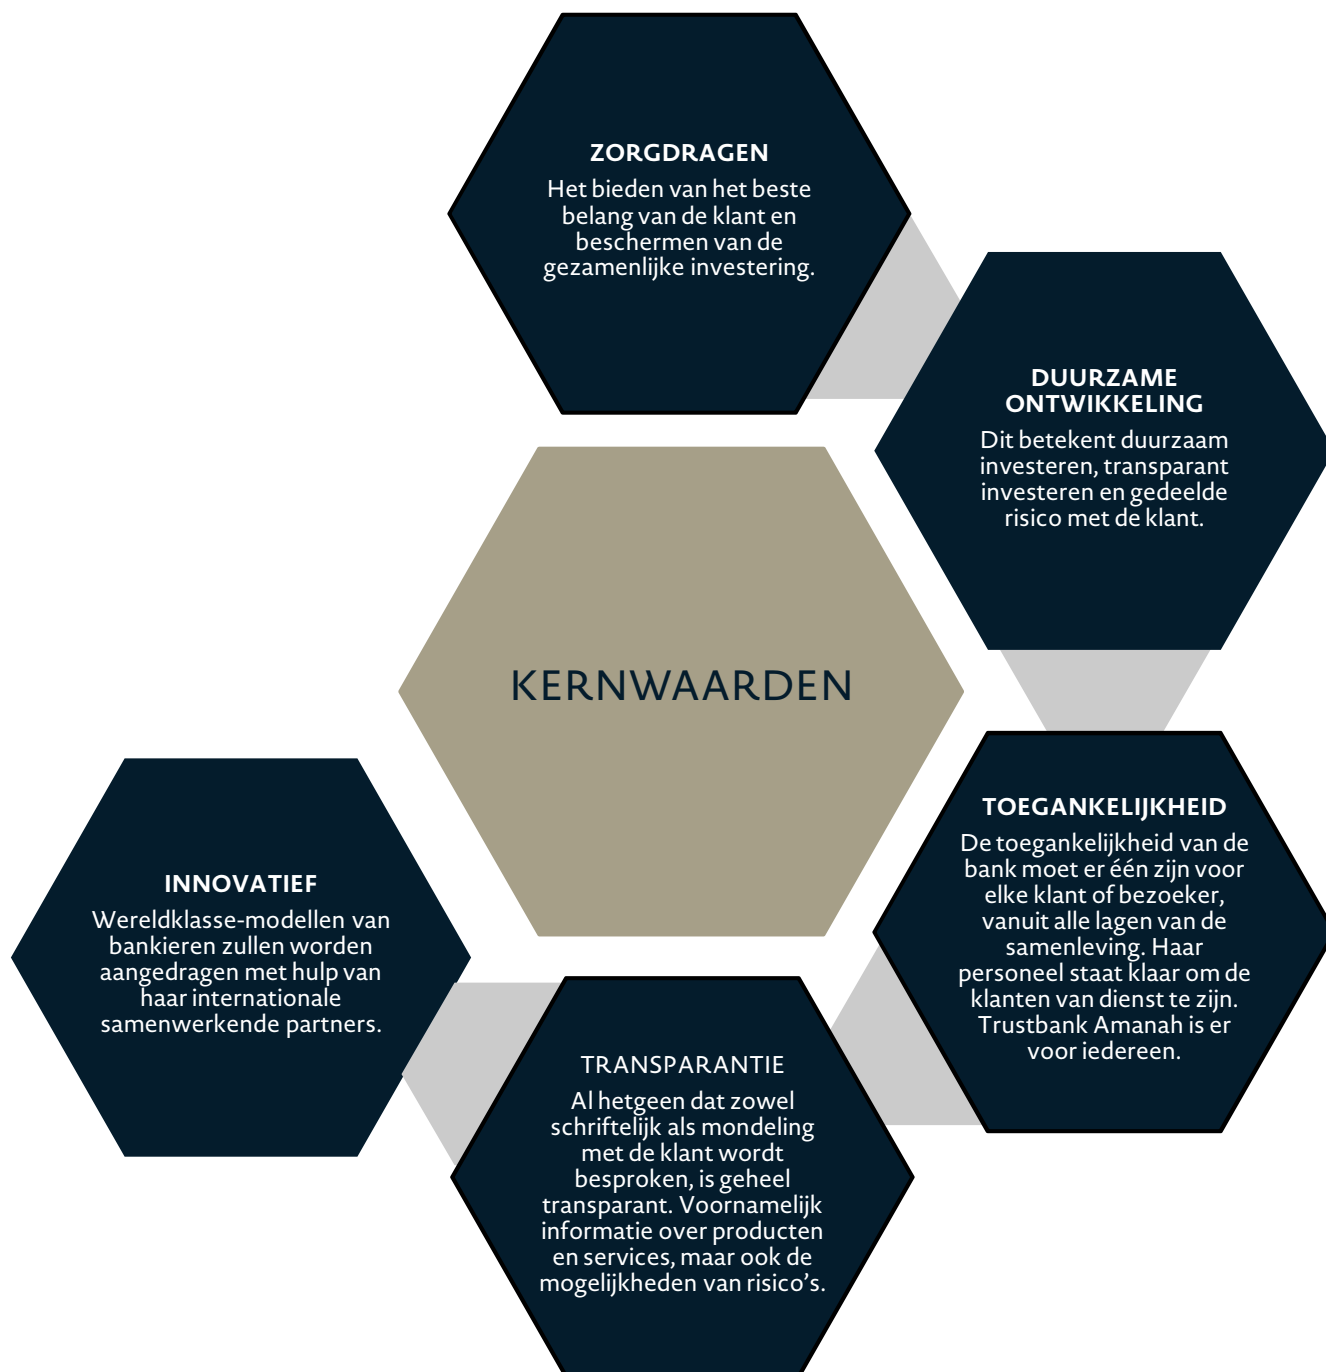 ZORGDRAGEN
Het bieden van het beste
belang van de klant en
beschermen van de
gezamenlijke investering.
DUURZAME
ONTWIKKELING
Dit betekent duurzaam
investeren, transparant
investeren en gedeelde
risico met de klant.
KERNWAARDEN
TOEGANKELIJKHEID
De toegankelijkheid van de
bank moet er één zijn voor
elke klant of bezoeker,
vanuit alle lagen van de
samenleving. Haar
personeel staat klaar om de
klanten van dienst te zijn.
Trustbank Amanah is er
voor iedereen.
INNOVATIEF
Wereldklasse-modellen van
bankieren zullen worden
aangedragen met hulp van
haar internationale
samenwerkende partners.
TRANSPARANTIE
Al hetgeen dat zowel
schriftelijk als mondeling
met de klant wordt
besproken, is geheel
transparant. Voornamelijk
informatie over producten
en services, maar ook de
mogelijkheden van risico's.